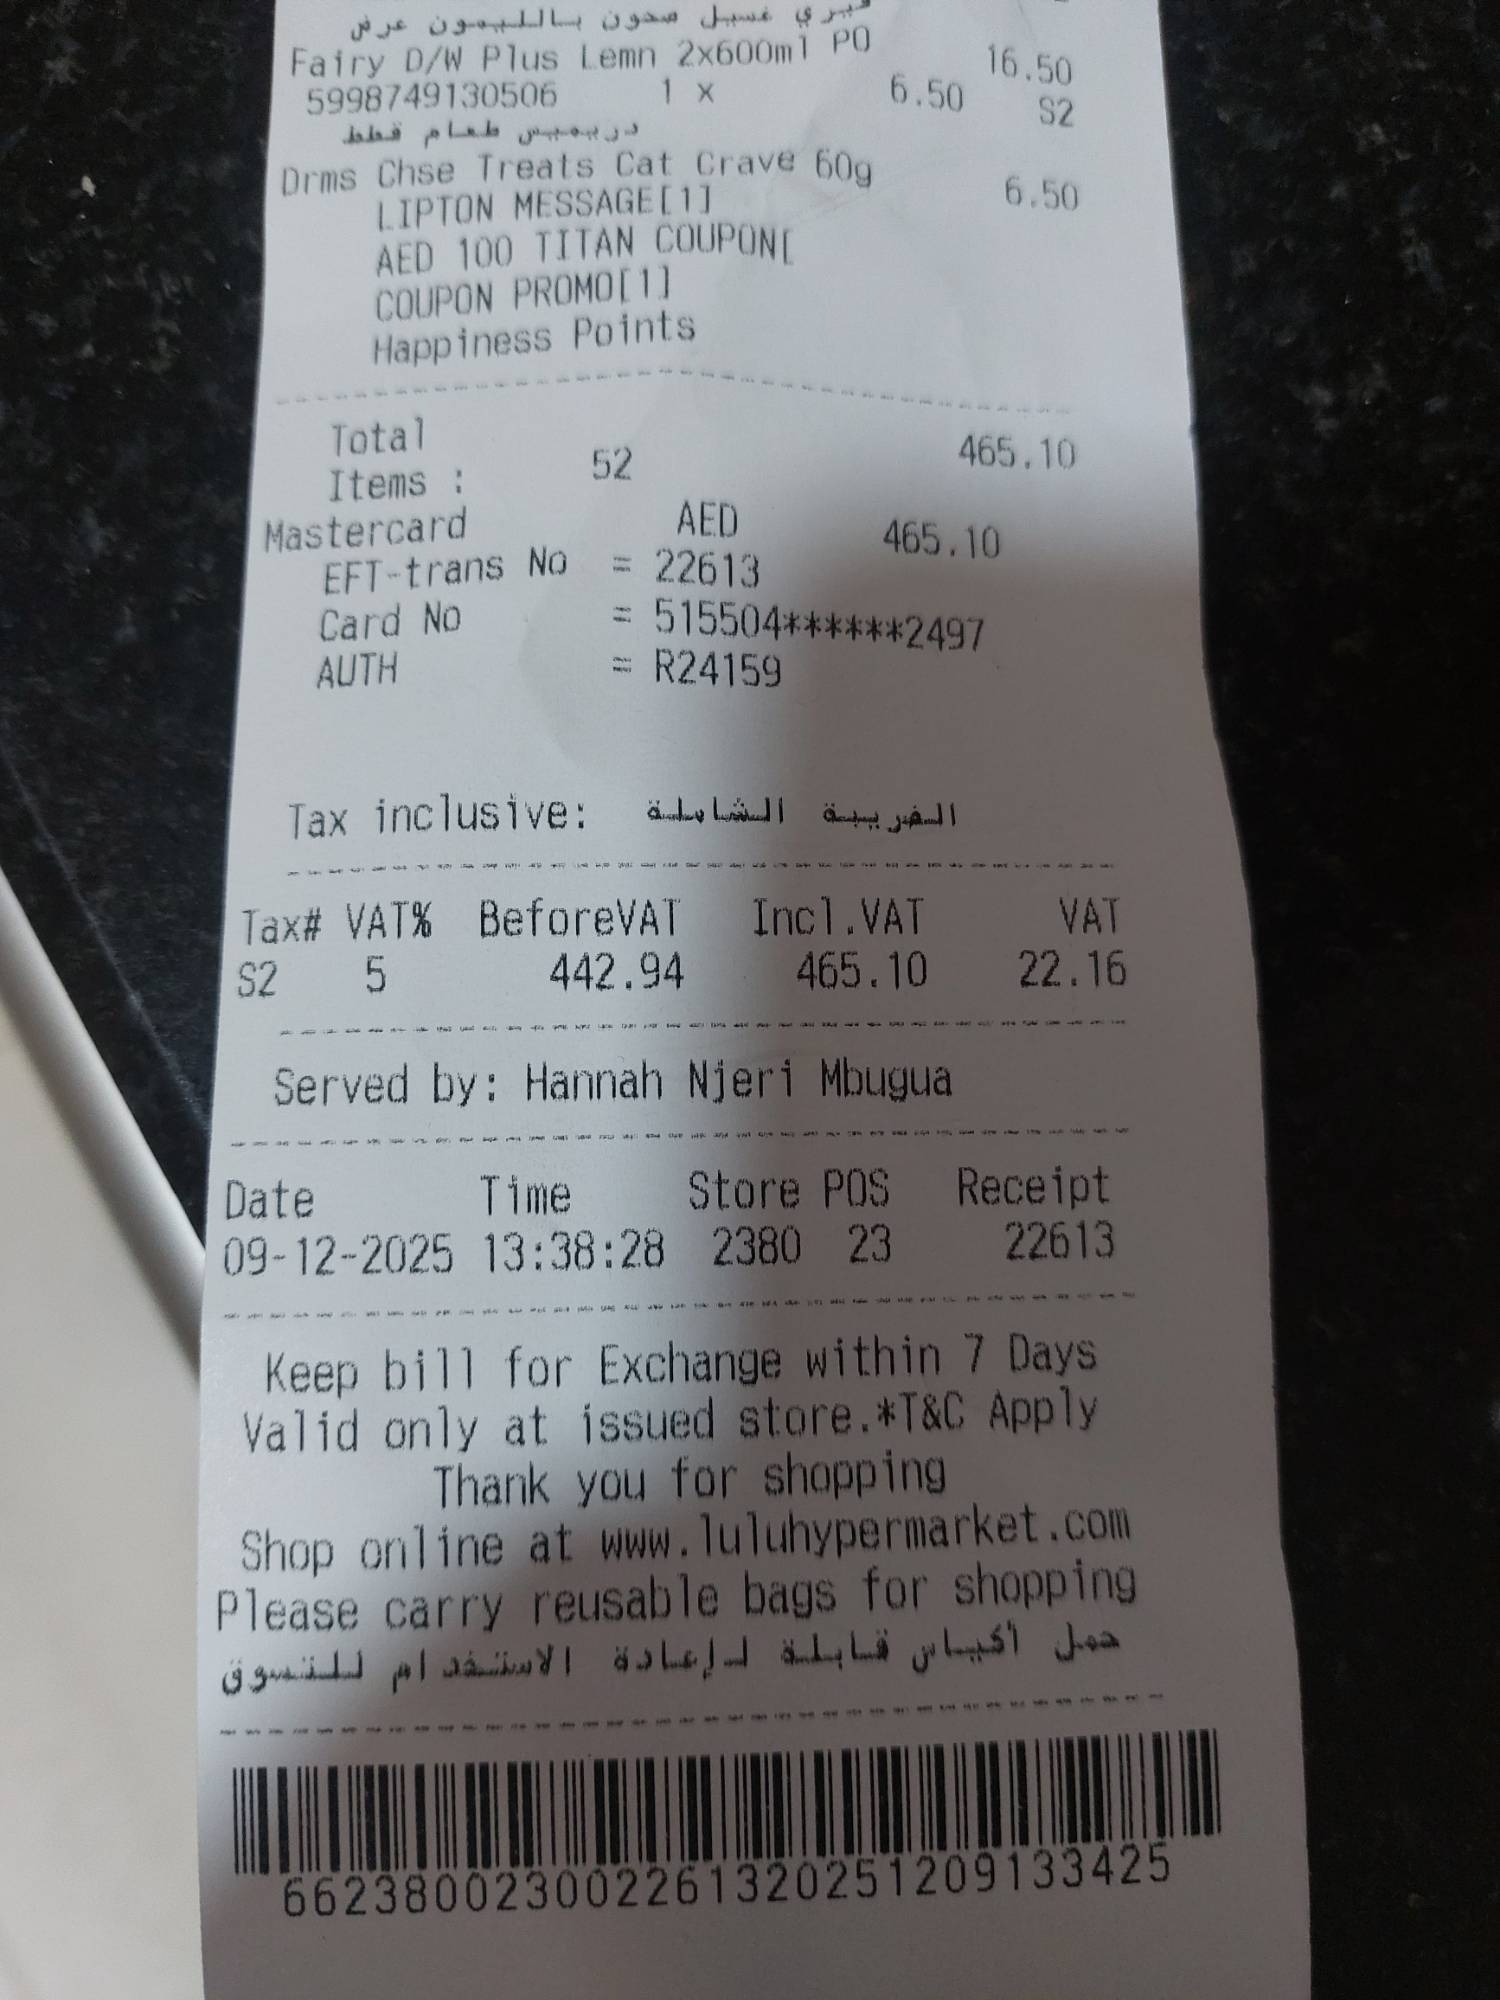 فيري غسيل صحون بالليمون عرض
Fairy D/W Plus Lemn 2x600ml PO
16.50
5998749130506 1 x 6.50 S2
دريميس طعام قطط
Drms Chse Treats Cat Crave 60g 6.50
LIPTON MESSAGE[1]
AED 100 TITAN COUPON[
COUPON PROMO[1]
Happiness Points
Total 465.10
Items : 52
Mastercard AED 465.10
EFT-trans No = 22613
Card No = 515504******2497
AUTH = R24159
Tax inclusive: الضريبة الشاملة
Tax# VAT% BeforeVAT Incl.VAT VAT
S2 5 442.94 465.10 22.16
Served by: Hannah Njeri Mbugua
Date Time Store POS Receipt
09-12-2025 13:38:28 2380 23 22613
Keep bill for Exchange within 7 Days
Valid only at issued store.*T&C Apply
Thank you for shopping
Shop online at www.luluhypermarket.com
Please carry reusable bags for shopping
حمل أكياس قابلة لإعادة الاستخدام للتسوق
662380023002261320251209133425